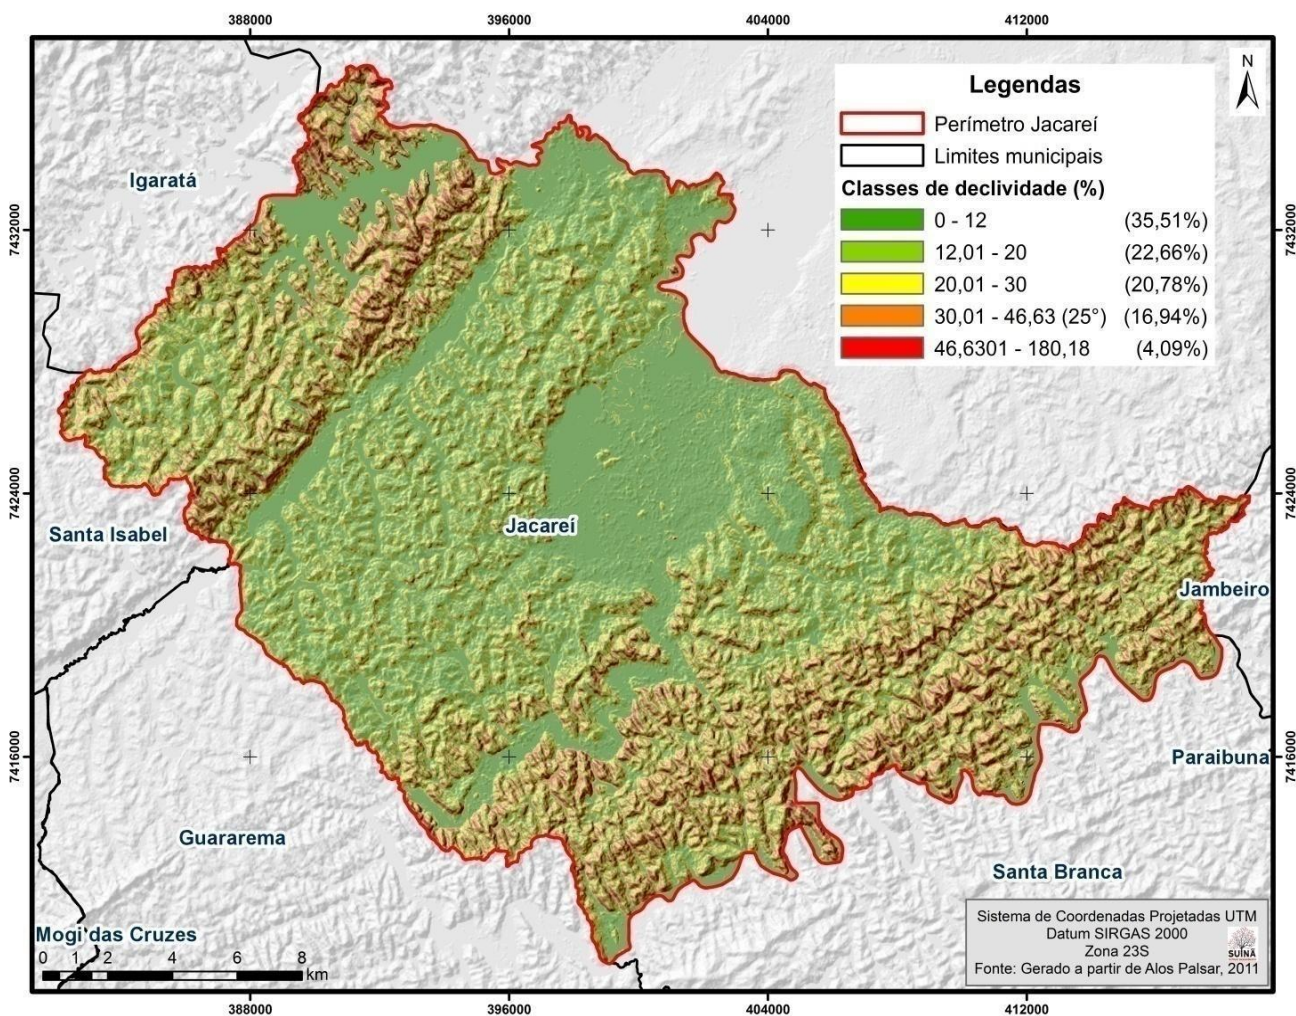 388000
396000
404000
412000
N
Legendas
Perímetro Jacareí
Limites municipais
Classes de declividade (%)
0 - 12 (35,51%)
12,01 - 20 (22,66%)
20,01 - 30 (20,78%)
30,01 - 46,63 (25°) (16,94%)
46,6301 - 180,18 (4,09%)
Igaratá
7432000
7432000
7424000
7424000
Santa Isabel
Jacareí
Jambeiro
7416000
7416000
Paraibuna
Guararema
Santa Branca
Mogi das Cruzes
0 1 2 4 6 8
km
Sistema de Coordenadas Projetadas UTM
Datum SIRGAS 2000
Zona 23S
Fonte: Gerado a partir de Alos Palsar, 2011
SUINÃ
388000
396000
404000
412000